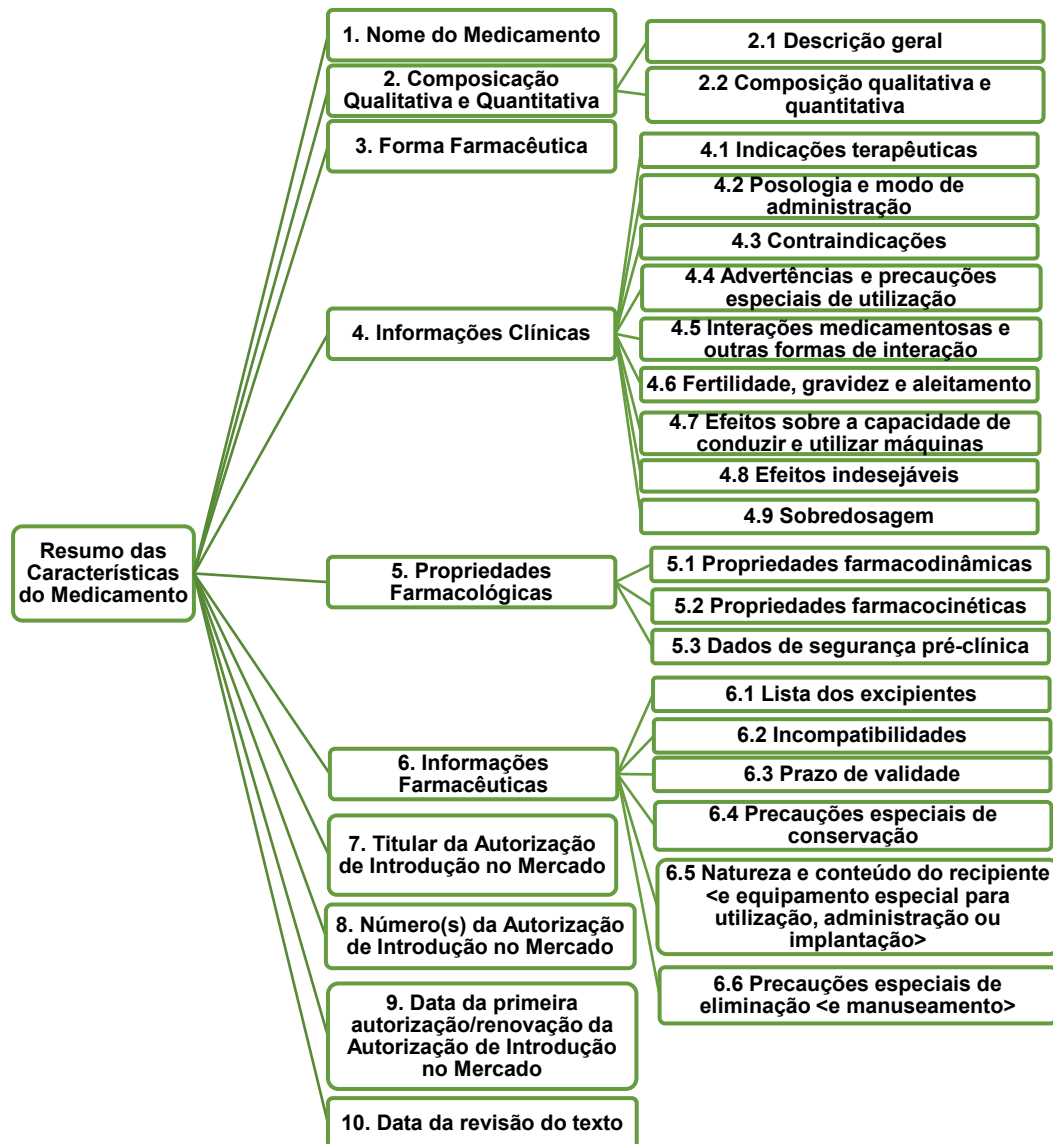 Resumo das
Características
do Medicamento
1. Nome do Medicamento
2. Composicação
Qualitativa e Quantitativa
2.1 Descrição geral
2.2 Composição qualitativa e
quantitativa
3. Forma Farmacêutica
4. Informações Clínicas
4.1 Indicações terapêuticas
4.2 Posologia e modo de
administração
4.3 Contraindicações
4.4 Advertências e precauções
especiais de utilização
4.5 Interações medicamentosas e
outras formas de interação
4.6 Fertilidade, gravidez e aleitamento
4.7 Efeitos sobre a capacidade de
conduzir e utilizar máquinas
4.8 Efeitos indesejáveis
4.9 Sobredosagem
5. Propriedades
Farmacológicas
5.1 Propriedades farmacodinâmicas
5.2 Propriedades farmacocinéticas
5.3 Dados de segurança pré-clínica
6. Informações
Farmacêuticas
6.1 Lista dos excipientes
6.2 Incompatibilidades
6.3 Prazo de validade
6.4 Precauções especiais de
conservação
6.5 Natureza e conteúdo do recipiente
<e equipamento especial para
utilização, administração ou
implantação>
6.6 Precauções especiais de
eliminação <e manuseamento>
7. Titular da Autorização
de Introdução no Mercado
8. Número(s) da Autorização
de Introdução no Mercado
9. Data da primeira
autorização/renovação da
Autorização de Introdução
no Mercado
10. Data da revisão do texto